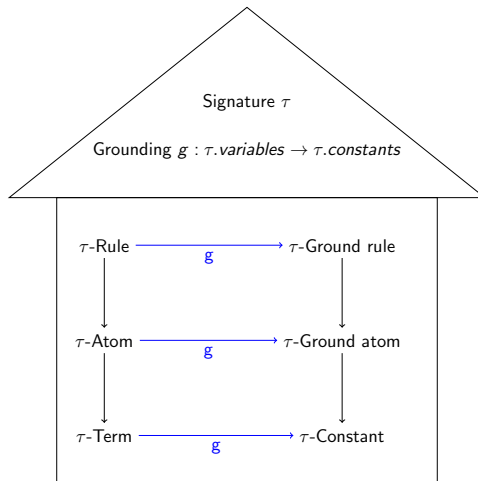 Signature τ
Grounding g : τ.variables → τ.constants
τ-Rule g τ-Ground rule
τ-Atom g τ-Ground atom
τ-Term g τ-Constant